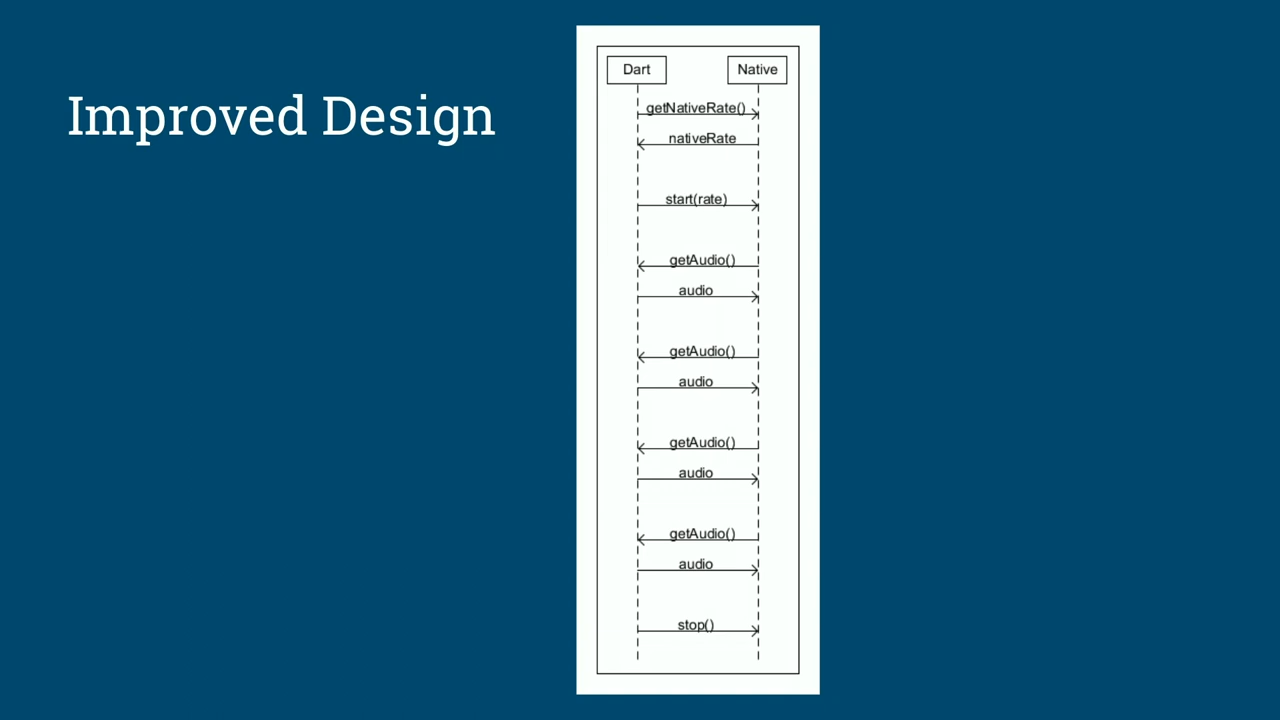 Improved Design
Dart
Native
getNativeRate()
nativeRate
start(rate)
getAudio()
audio
getAudio()
audio
getAudio()
audio
getAudio()
audio
stop()